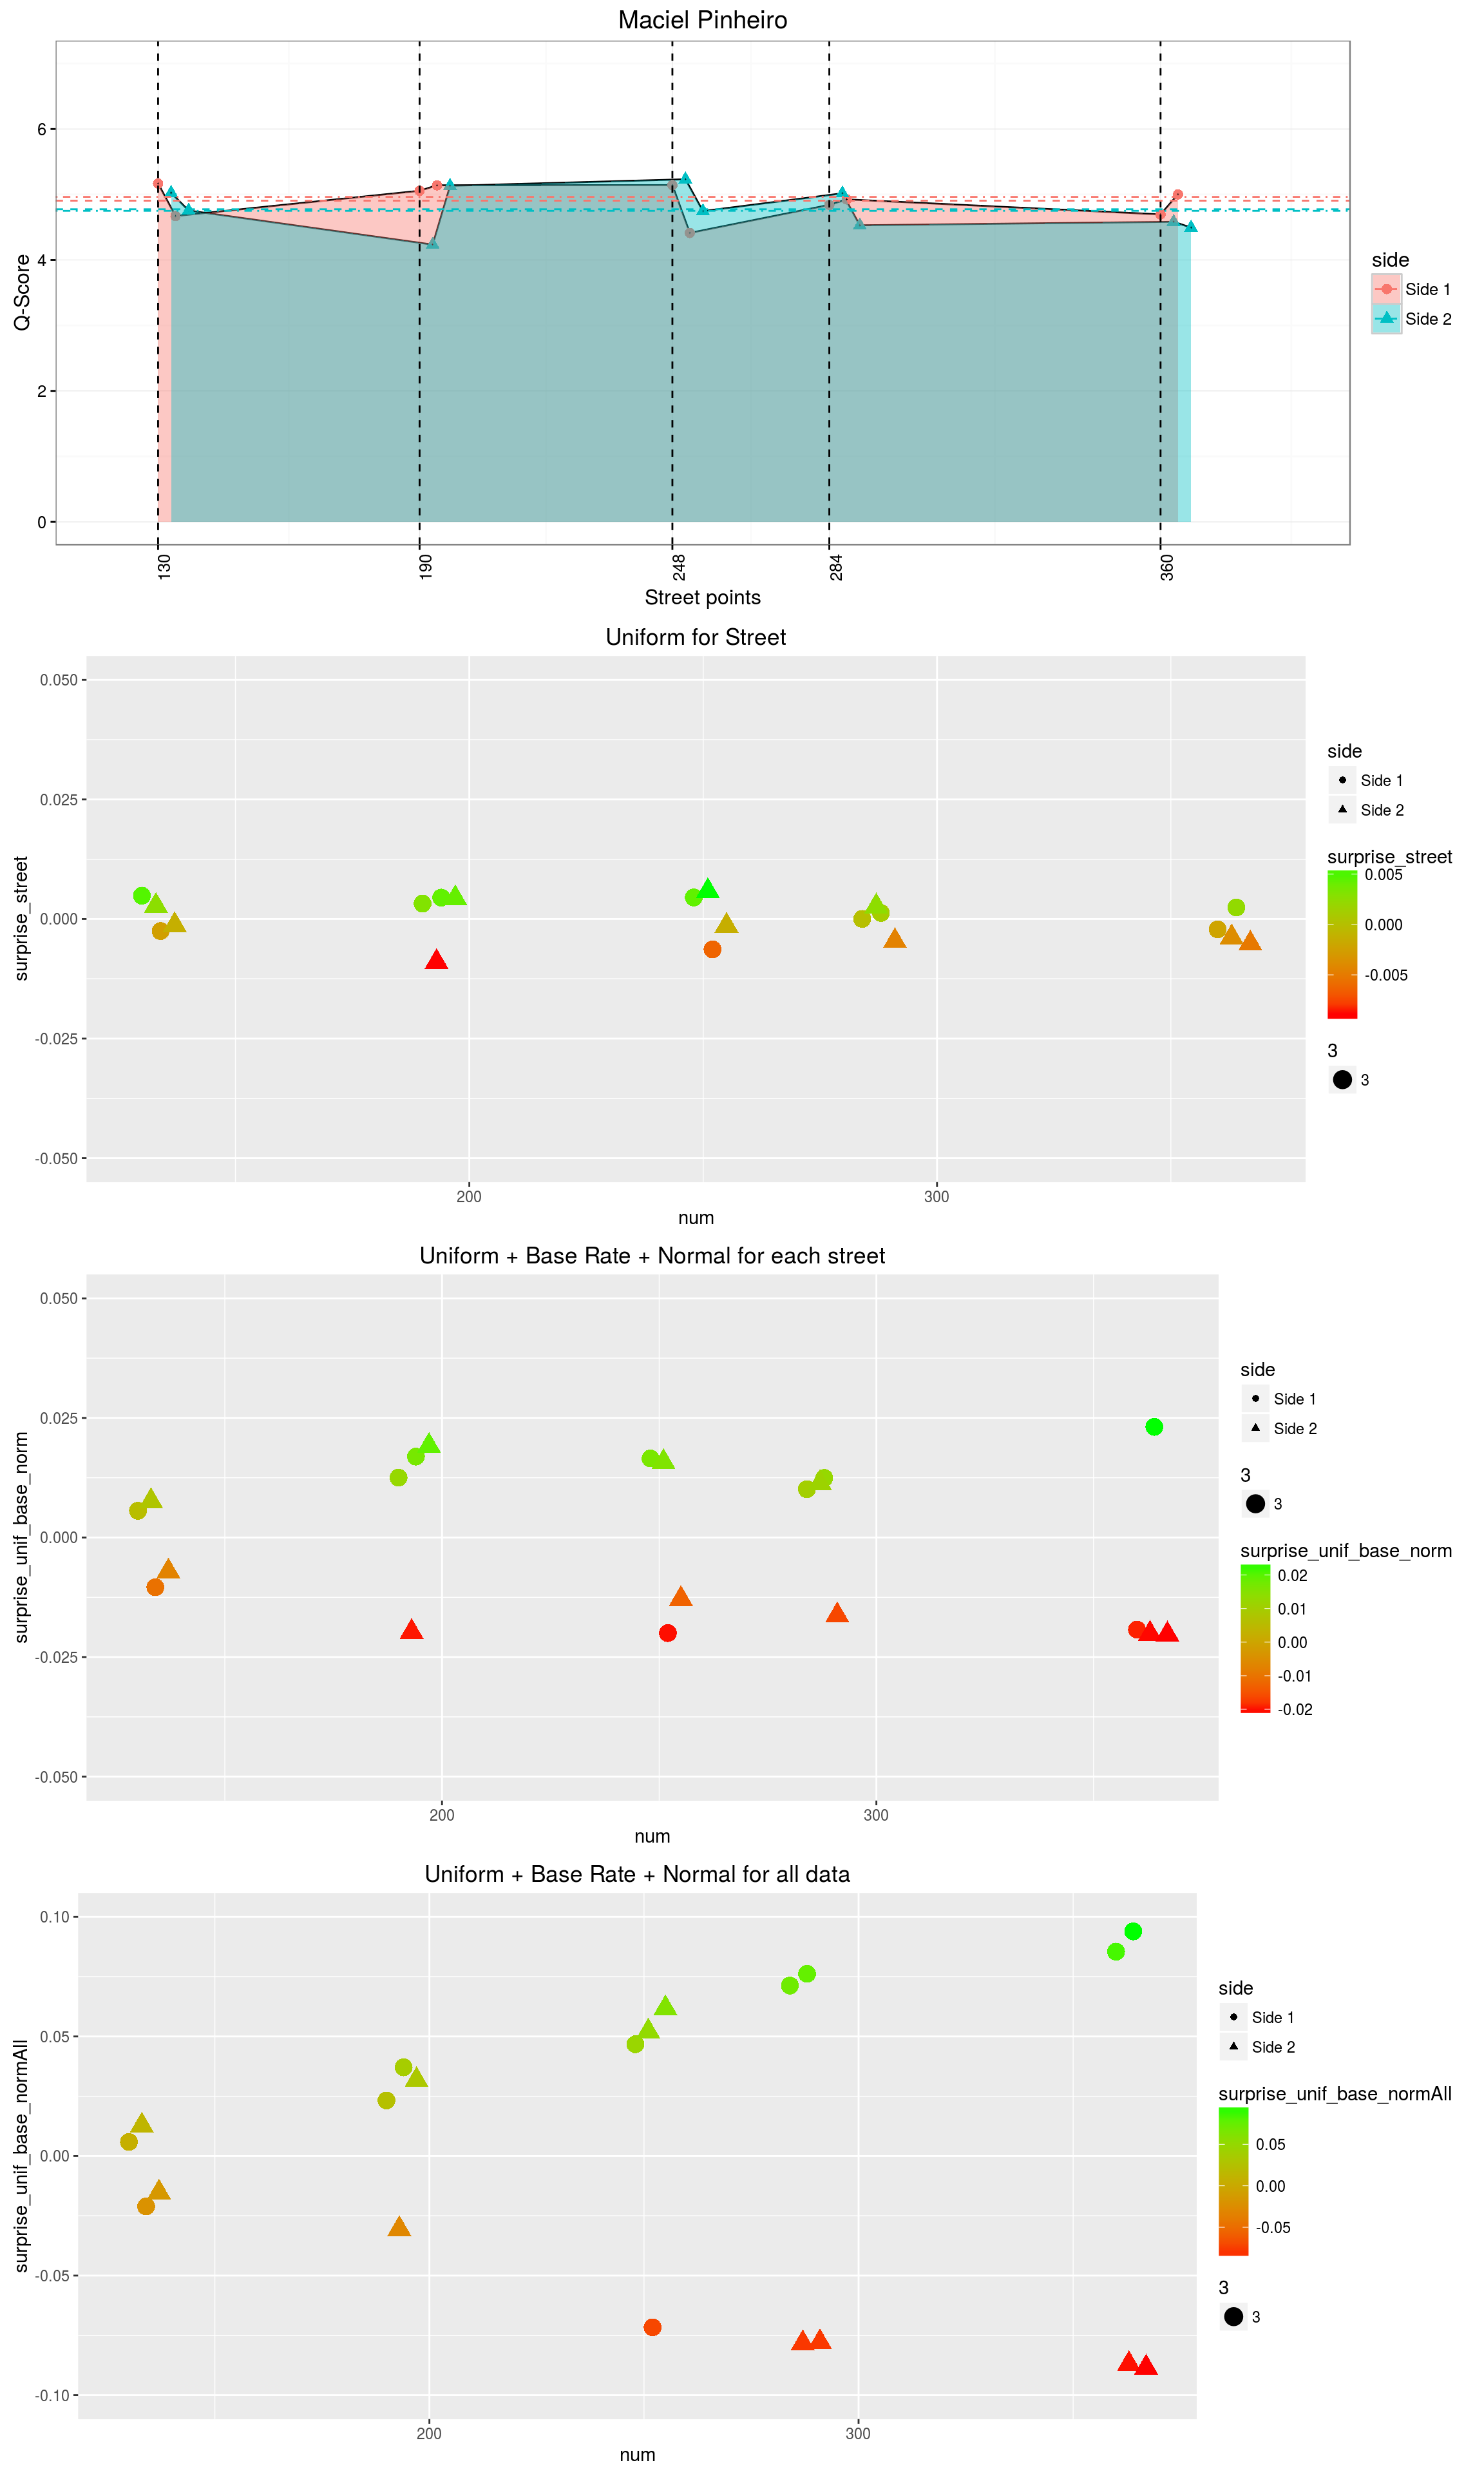 Maciel Pinheiro
6
4
2
0
Q-Score
130
190
248
284
360
Street points
side
Side 1
Side 2
Uniform for Street
0.050
0.025
0.000
-0.025
-0.050
surprise_street
200
300
num
side
Side 1
Side 2
surprise_street
0.005
0.000
-0.005
3
3
Uniform + Base Rate + Normal for each street
0.050
0.025
0.000
-0.025
-0.050
surprise_unif_base_norm
200
300
num
side
Side 1
Side 2
3
3
surprise_unif_base_norm
0.02
0.01
0.00
-0.01
-0.02
Uniform + Base Rate + Normal for all data
0.10
0.05
0.00
-0.05
-0.10
surprise_unif_base_normAll
200
300
num
side
Side 1
Side 2
surprise_unif_base_normAll
0.05
0.00
-0.05
3
3